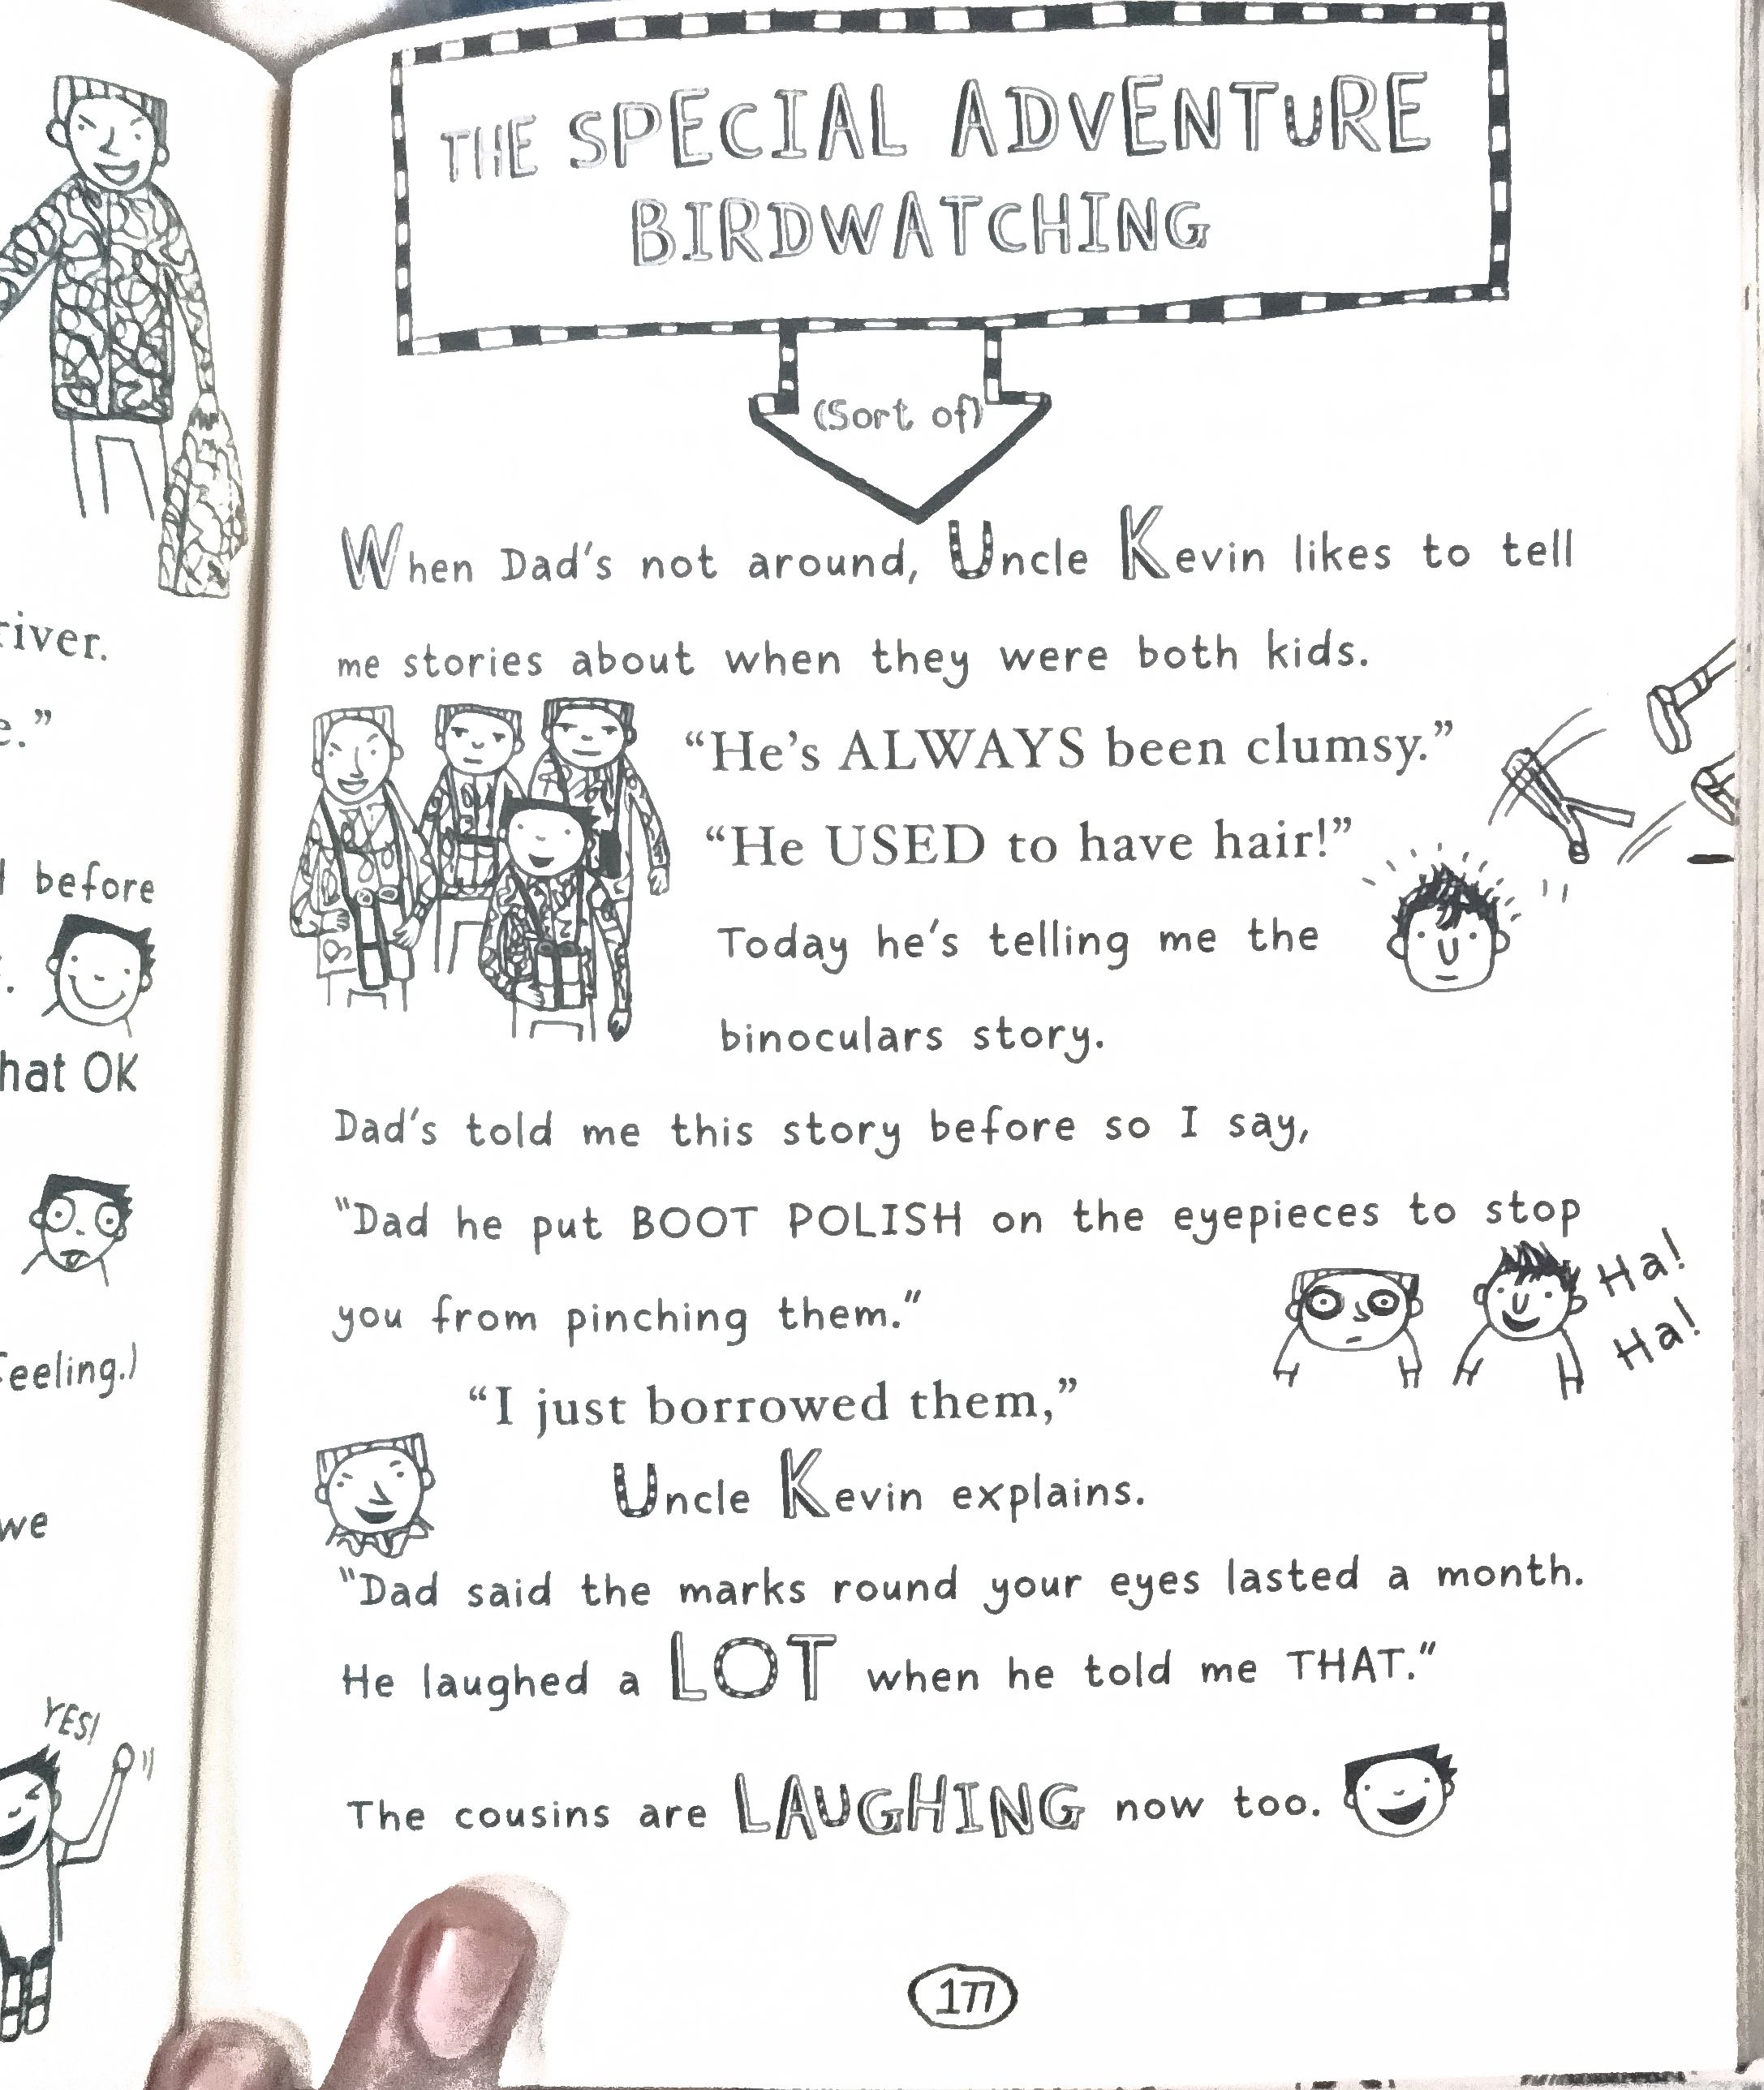 river.
e."
before
hat OK
feeling.)
we
YES!
THE SPECIAL ADVENTURE
BIRDWATCHING
(Sort of)
When Dad's not around, Uncle Kevin likes to tell
me stories about when they were both kids.
"He's ALWAYS been clumsy."
"He USED to have hair!"
Today he's telling me the
binoculars story.
Dad's told me this story before so I say,
"Dad he put BOOT POLISH on the eyepieces to stop
you from pinching them."
Ha!
Ha!
"I just borrowed them,"
Uncle Kevin explains.
"Dad said the marks round your eyes lasted a month.
He laughed a LOT when he told me THAT."
The cousins are LAUGHING now too.
177